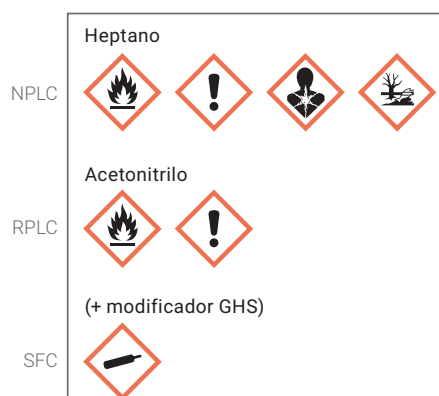 Heptano
NPLC
Acetonitrilo
RPLC
(+ modificador GHS)
SFC